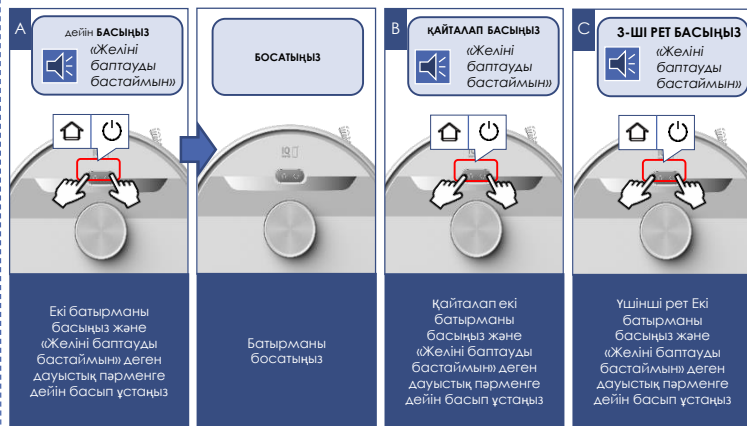 A
дейін БАСЫҢЫЗ
«Желіні
баптауды
бастаймын»
Екі батырманы
басыңыз және
«Желіні баптауды
бастаймын» деген
дауыстық пәрменге
дейін басып ұстаңыз
БОСАТЫҢЫЗ
Батырманы
босатыңыз
B
ҚАЙТАЛАП БАСЫҢЫЗ
«Желіні
баптауды
бастаймын»
Қайталап екі
батырманы
басыңыз және
«Желіні баптауды
бастаймын» деген
дауыстық пәрменге
дейін басып ұстаңыз
C
3-ШІ РЕТ БАСЫҢЫЗ
«Желіні
баптауды
бастаймын»
Үшінші рет Екі
батырманы
басыңыз және
«Желіні баптауды
бастаймын» деген
дауыстық пәрменге
дейін басып ұстаңыз